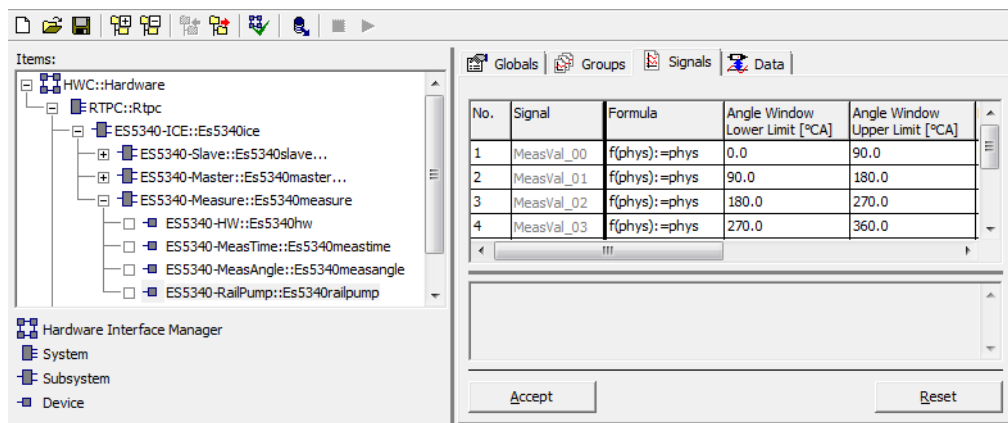 Items:
HWC::Hardware
RTPC::Rtpc
ES5340-ICE::Es5340ice
ES5340-Slave::Es5340slave...
ES5340-Master::Es5340master...
ES5340-Measure::Es5340measure
ES5340-HW::Es5340hw
ES5340-MeasTime::Es5340meastime
ES5340-MeasAngle::Es5340measangle
ES5340-RailPump::Es5340railpump
Hardware Interface Manager
System
Subsystem
Device
Globals Groups Signals Data
No. Signal Formula Angle Window Lower Limit [°CA] Angle Window Upper Limit [°CA]
1 MeasVal_00 f(phys):=phys 0.0 90.0
2 MeasVal_01 f(phys):=phys 90.0 180.0
3 MeasVal_02 f(phys):=phys 180.0 270.0
4 MeasVal_03 f(phys):=phys 270.0 360.0
Accept Reset